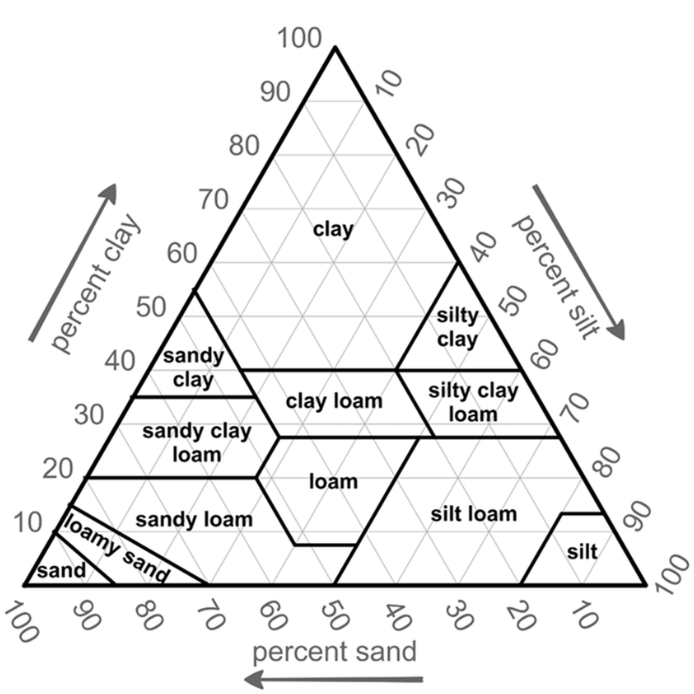 100
90
80
70
60
50
40
30
20
10
percent clay
10
20
30
40
50
60
70
80
90
100
percent silt
clay
silty
clay
sandy
clay
clay loam
silty clay
loam
sandy clay
loam
loam
sandy loam
silt loam
loamy sand
sand
silt
100
90
80
70
60
50
40
30
20
10
percent sand